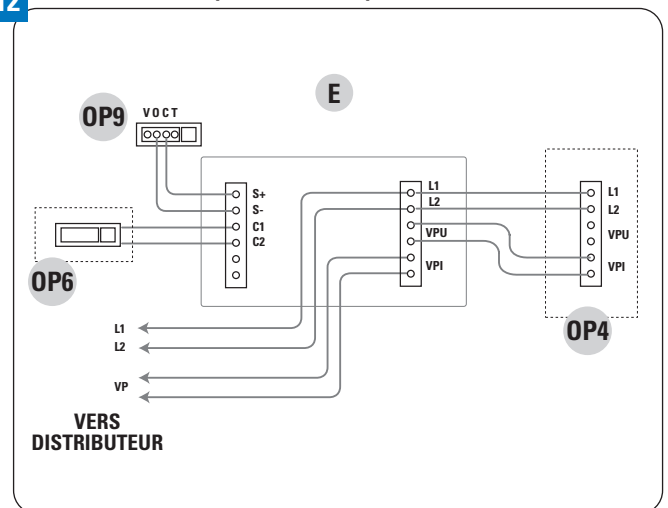 12
E
OP9
VOCT
S+
S-
C1
C2
OP6
L1
L2
VPU
VPI
L1
L2
VPU
VPI
OP4
L1
L2
VP
VERS
DISTRIBUTEUR